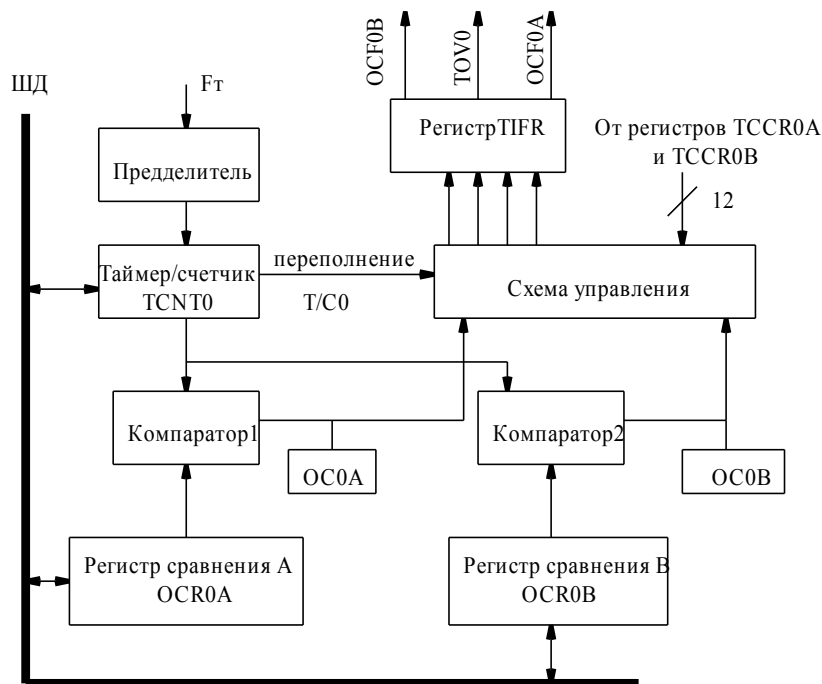 OCF0B
TOV0
OCF0A
ШД
Fт
РегистрTIFR
От регистров TCCR0A
и TCCR0B
Предделитель
12
Таймер/счетчик
TCNT0
переполнение
T/C0
Схема управления
Компаратор1
Компаратор2
OC0A
OC0B
Регистр сравнения A
OCR0A
Регистр сравнения B
OCR0B